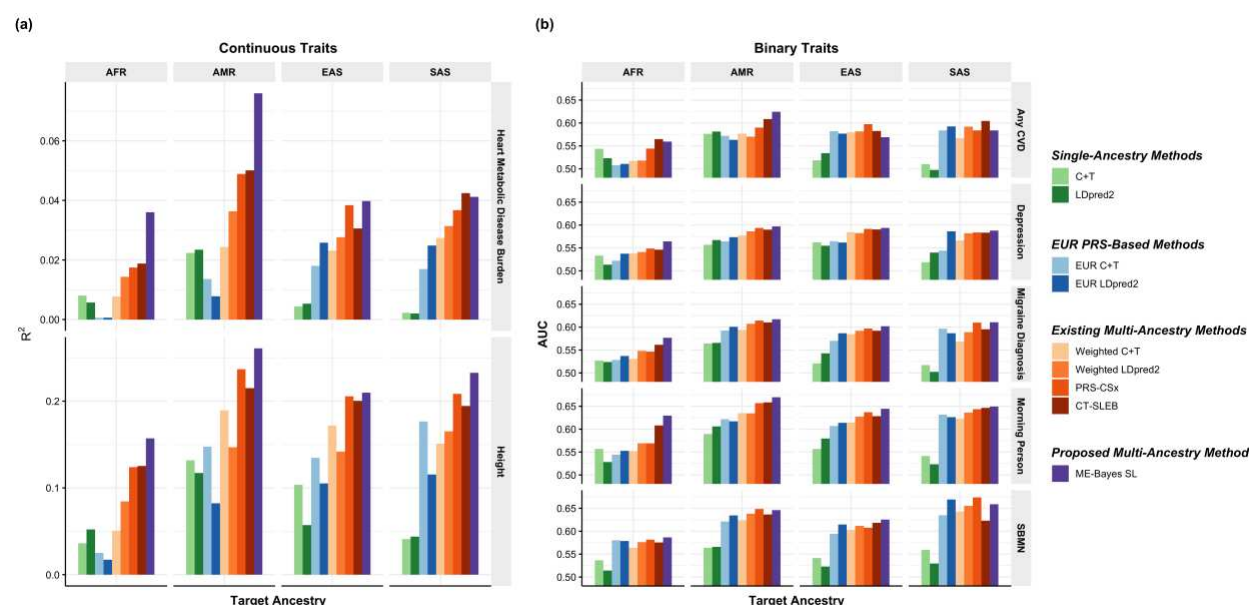 (a)
Continuous Traits
AFR AMR EAS SAS
0.06
0.04
0.02
0.00
Heart Metabolic Disease
Burden
0.2
0.1
0.0
Height
R²
Target Ancestry
(b)
Binary Traits
AFR AMR EAS SAS
0.65
0.60
0.55
0.50
Any CVD
0.65
0.60
0.55
0.50
Depression
0.65
0.60
0.55
0.50
Migraine Diagnosis
0.65
0.60
0.55
0.50
Morning Person
0.65
0.60
0.55
0.50
SBMN
AUC
Target Ancestry
Single-Ancestry Methods
C+T
LDpred2
EUR PRS-Based Methods
EUR C+T
EUR LDpred2
Existing Multi-Ancestry Methods
Weighted C+T
Weighted LDpred2
PRS-CSx
CT-SLEB
Proposed Multi-Ancestry Method
ME-Bayes SL